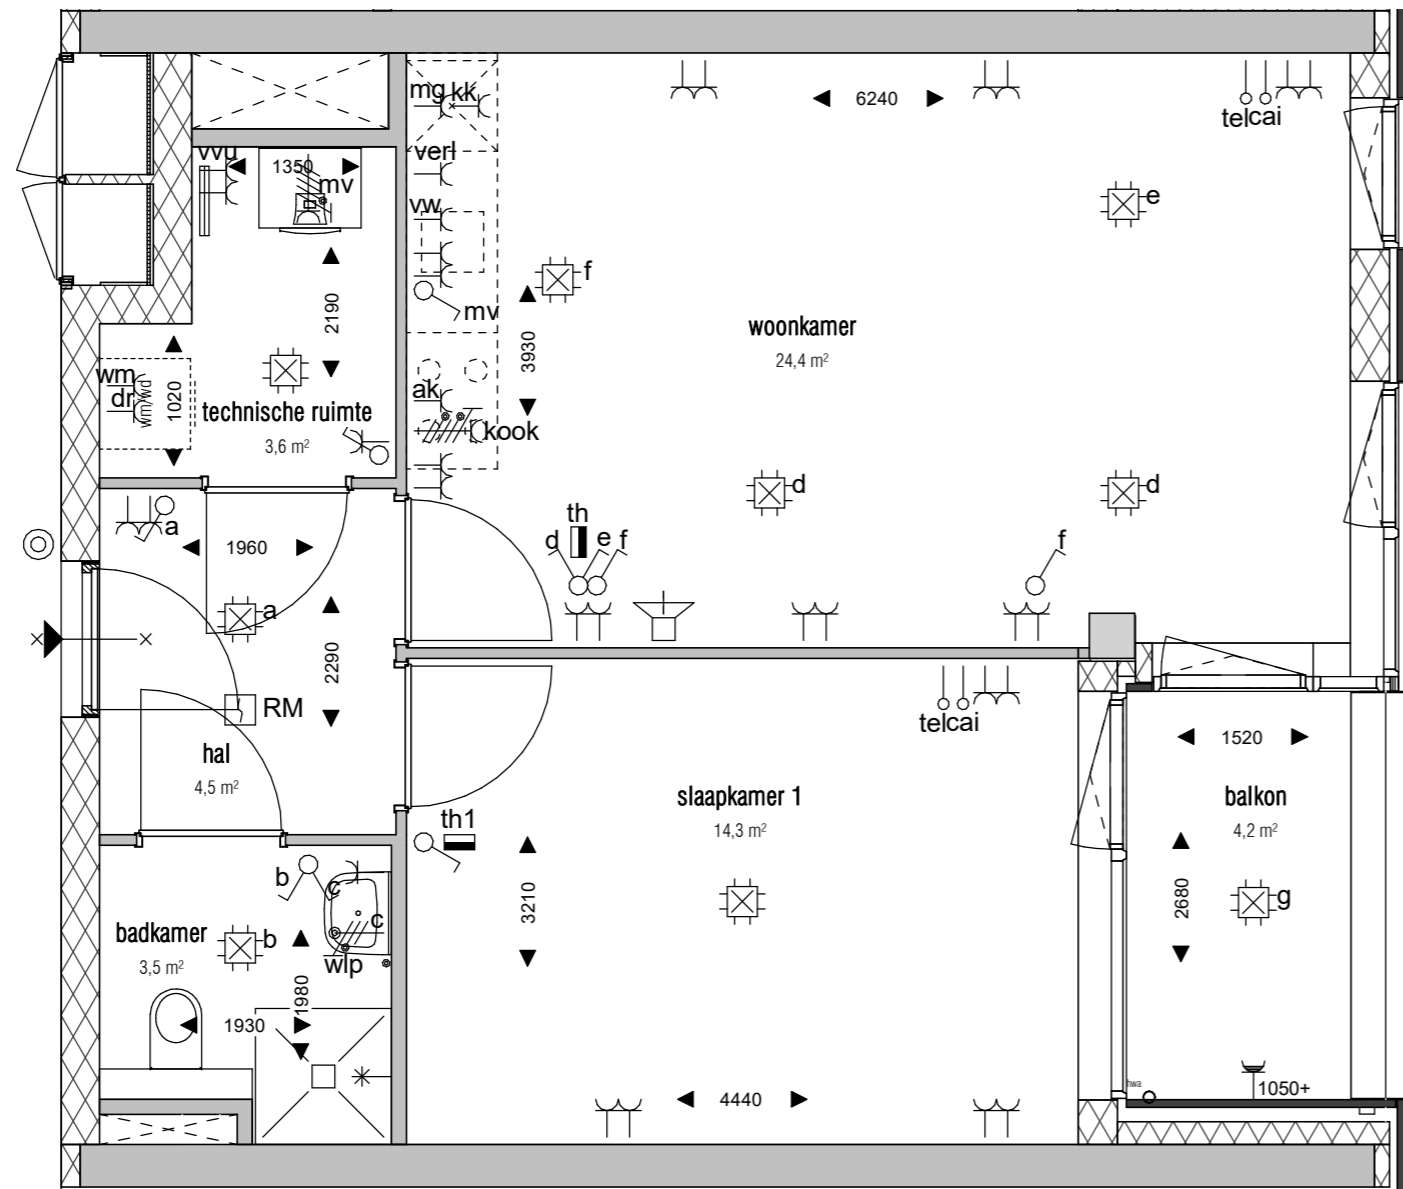 mg kk
6240
telcai
vvu
1350
mv
verl
vw
e
f
2190
mv
3930
woonkamer
24,4 m²
wm
dr
wm/wd
1020
technische ruimte
3,6 m²
ak
kook
d
d
a
1960
th
d
e
f
f
a
2290
RM
hal
4,5 m²
telcai
1520
slaapkamer 1
14,3 m²
balkon
4,2 m²
th1
b
c
3210
2680
g
badkamer
3,5 m²
b
c
wlp
1980
1930
4440
hwa
1050+